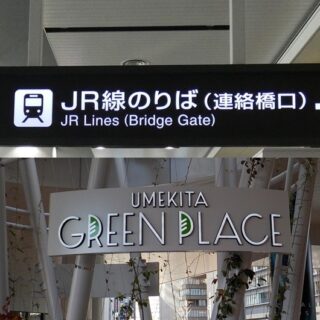 JR線のりば（連絡橋口）
JR Lines (Bridge Gate)
UMEKITA
GREEN PLACE